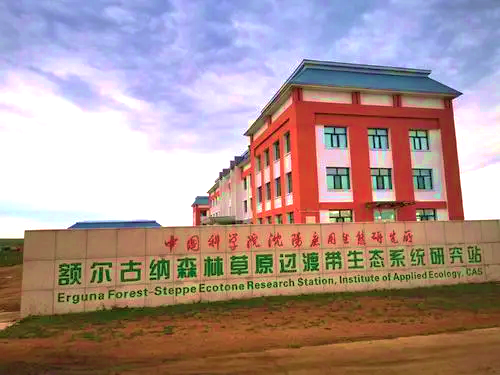 中国科学院沈阳应用生态研究所
额尔古纳森林草原过渡带生态系统研究站
Erguna Forest-Steppe Ecotone Research Station, Institute of Applied Ecology, CAS